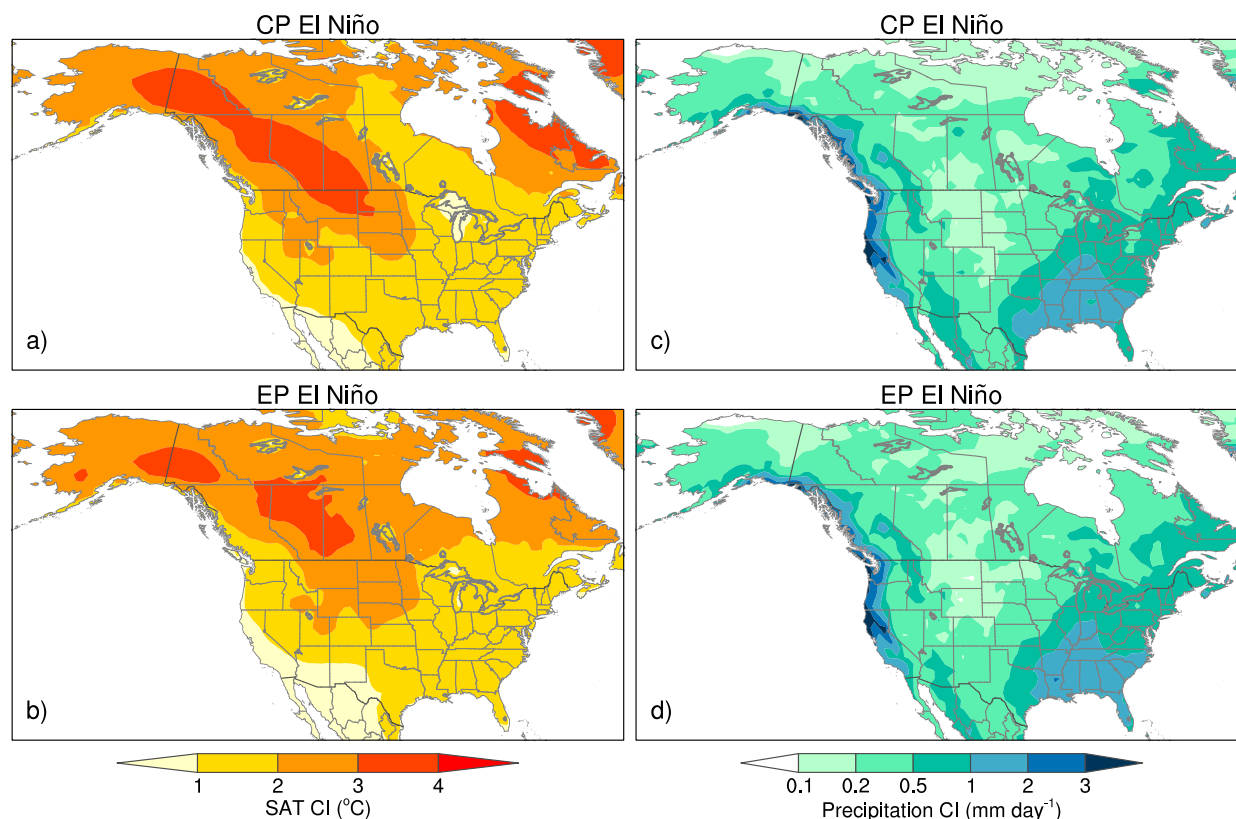 CP El Niño
CP El Niño
a)
c)
EP El Niño
EP El Niño
b)
d)
1 2 3 4
SAT CI (°C)
0.1 0.2 0.5 1 2 3
Precipitation CI (mm day⁻¹)